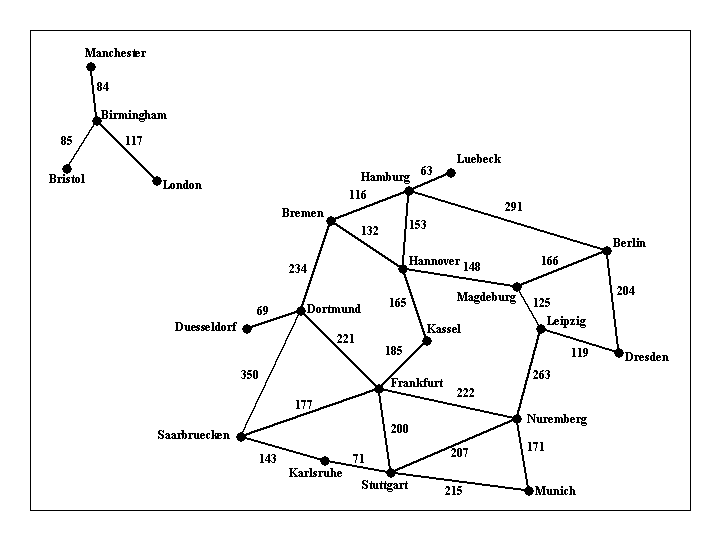 Manchester
84
Birmingham
85
117
Bristol
London
Luebeck
63
Hamburg
116
291
Bremen
132
153
Berlin
Hannover
148
166
234
Magdeburg
125
204
165
69
Dortmund
Leipzig
Duesseldorf
Kassel
221
185
119
Dresden
350
Frankfurt
222
263
177
Nuremberg
200
Saarbruecken
171
143
71
207
Karlsruhe
Stuttgart
215
Munich